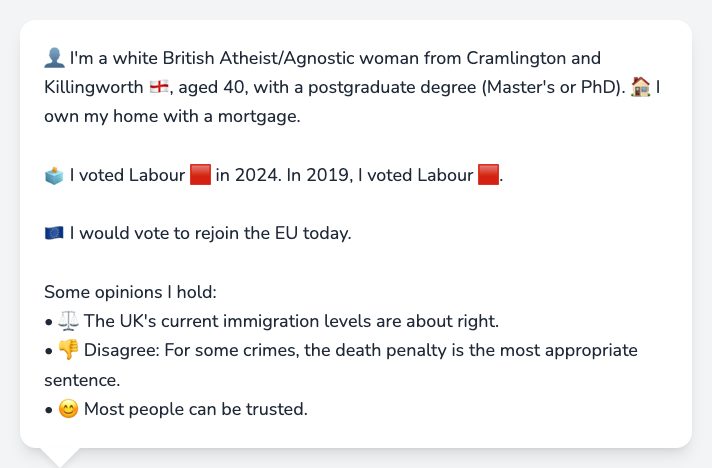 👤 I'm a white British Atheist/Agnostic woman from Cramlington and
Killingworth 🏴󠁧󠁢󠁥󠁮󠁧󠁿, aged 40, with a postgraduate degree (Master's or PhD). 🏠 I
own my home with a mortgage.
🗳️ I voted Labour 🟥 in 2024. In 2019, I voted Labour 🟥.
🇪🇺 I would vote to rejoin the EU today.
Some opinions I hold:
• ⚖️ The UK's current immigration levels are about right.
• 👎 Disagree: For some crimes, the death penalty is the most appropriate
sentence.
• 😊 Most people can be trusted.